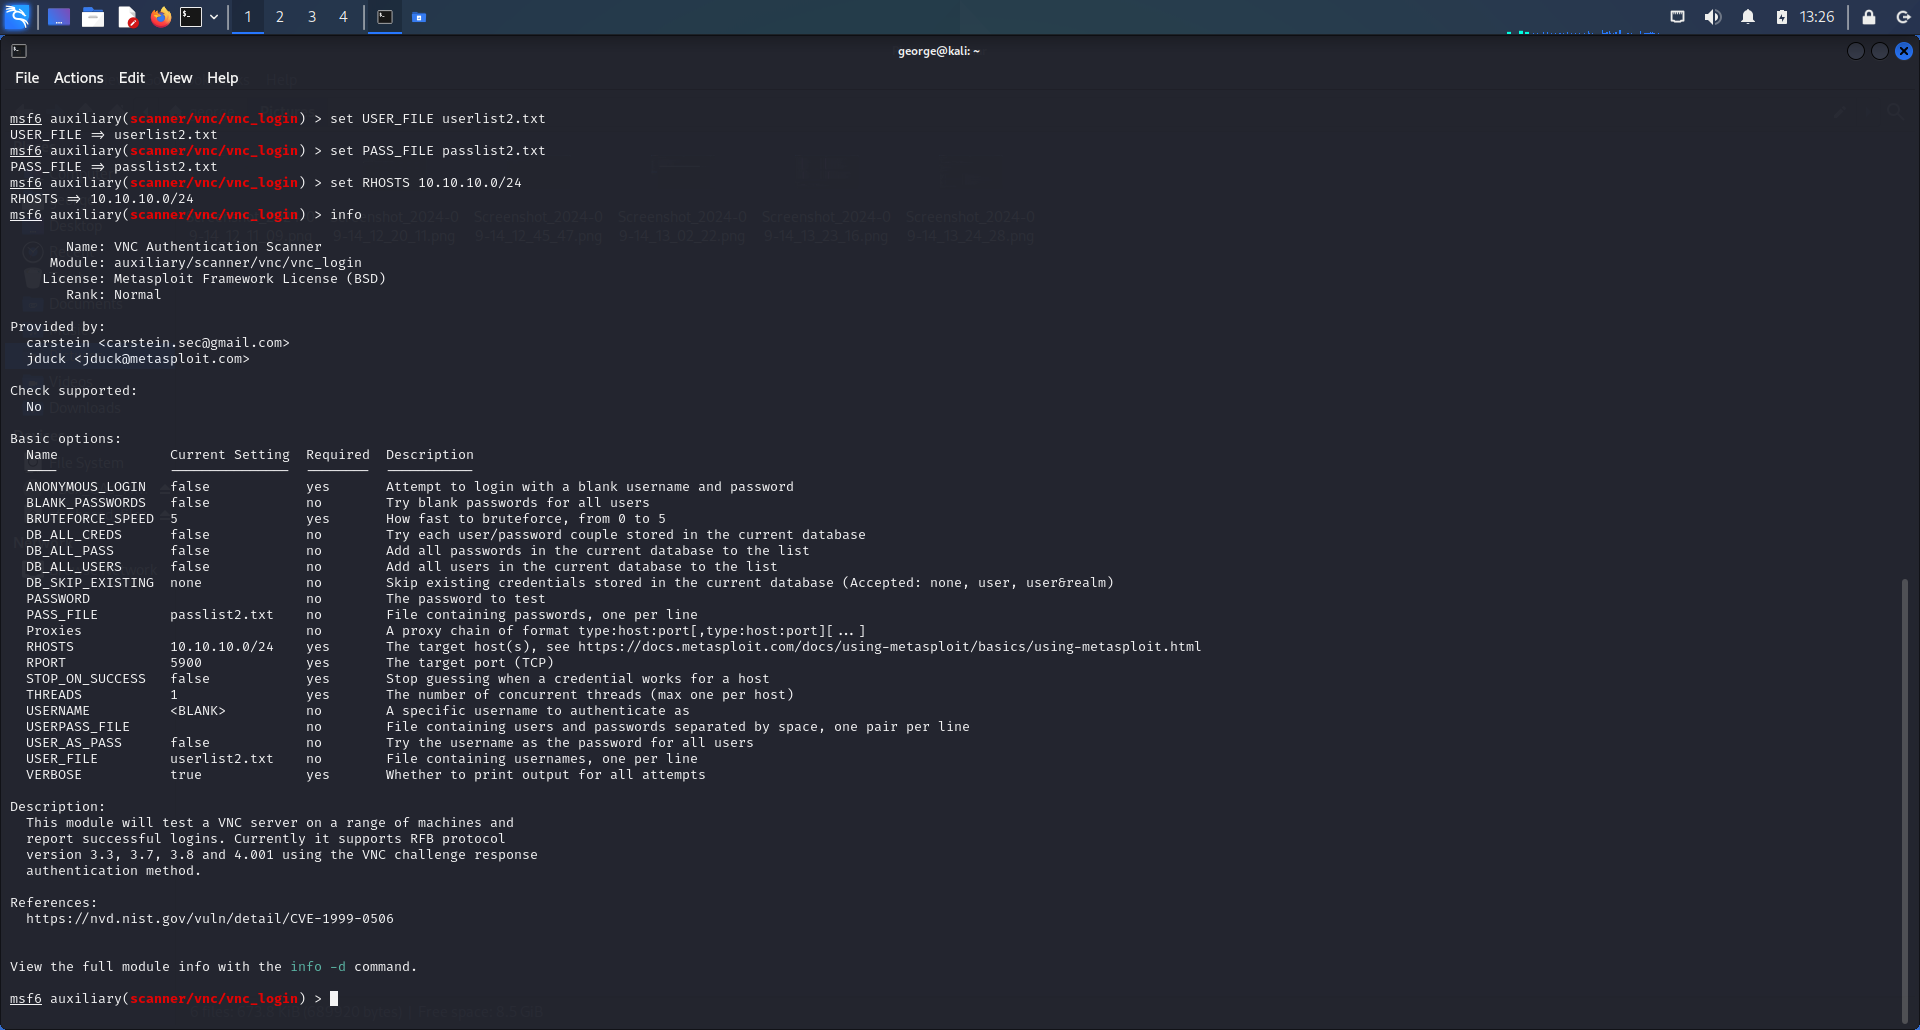 1 2 3 4 13:26
george@kali: ~
File Actions Edit View Help
msf6 auxiliary(scanner/vnc/vnc_login) > set USER_FILE userlist2.txt
USER_FILE => userlist2.txt
msf6 auxiliary(scanner/vnc/vnc_login) > set PASS_FILE passlist2.txt
PASS_FILE => passlist2.txt
msf6 auxiliary(scanner/vnc/vnc_login) > set RHOSTS 10.10.10.0/24
RHOSTS => 10.10.10.0/24
msf6 auxiliary(scanner/vnc/vnc_login) > info
Name: VNC Authentication Scanner
Module: auxiliary/scanner/vnc/vnc_login
License: Metasploit Framework License (BSD)
Rank: Normal
Provided by:
carstein <carstein.sec@gmail.com>
jduck <jduck@metasploit.com>
Check supported:
No
Basic options:
Name Current Setting Required Description
ANONYMOUS_LOGIN false yes Attempt to login with a blank username and password
BLANK_PASSWORDS false no Try blank passwords for all users
BRUTEFORCE_SPEED 5 yes How fast to bruteforce, from 0 to 5
DB_ALL_CREDS false no Try each user/password couple stored in the current database
DB_ALL_PASS false no Add all passwords in the current database to the list
DB_ALL_USERS false no Add all users in the current database to the list
DB_SKIP_EXISTING none no Skip existing credentials stored in the current database (Accepted: none, user, user&realm)
PASSWORD no The password to test
PASS_FILE passlist2.txt no File containing passwords, one per line
Proxies no A proxy chain of format type:host:port[,type:host:port][...]
RHOSTS 10.10.10.0/24 yes The target host(s), see https://docs.metasploit.com/docs/using-metasploit/basics/using-metasploit.html
RPORT 5900 yes The target port (TCP)
STOP_ON_SUCCESS false yes Stop guessing when a credential works for a host
THREADS 1 yes The number of concurrent threads (max one per host)
USERNAME <BLANK> no A specific username to authenticate as
USERPASS_FILE no File containing users and passwords separated by space, one pair per line
USER_AS_PASS false no Try the username as the password for all users
USER_FILE userlist2.txt no File containing usernames, one per line
VERBOSE true yes Whether to print output for all attempts
Description:
This module will test a VNC server on a range of machines and
report successful logins. Currently it supports RFB protocol
version 3.3, 3.7, 3.8 and 4.001 using the VNC challenge response
authentication method.
References:
https://nvd.nist.gov/vuln/detail/CVE-1999-0506
View the full module info with the info -d command.
msf6 auxiliary(scanner/vnc/vnc_login) >